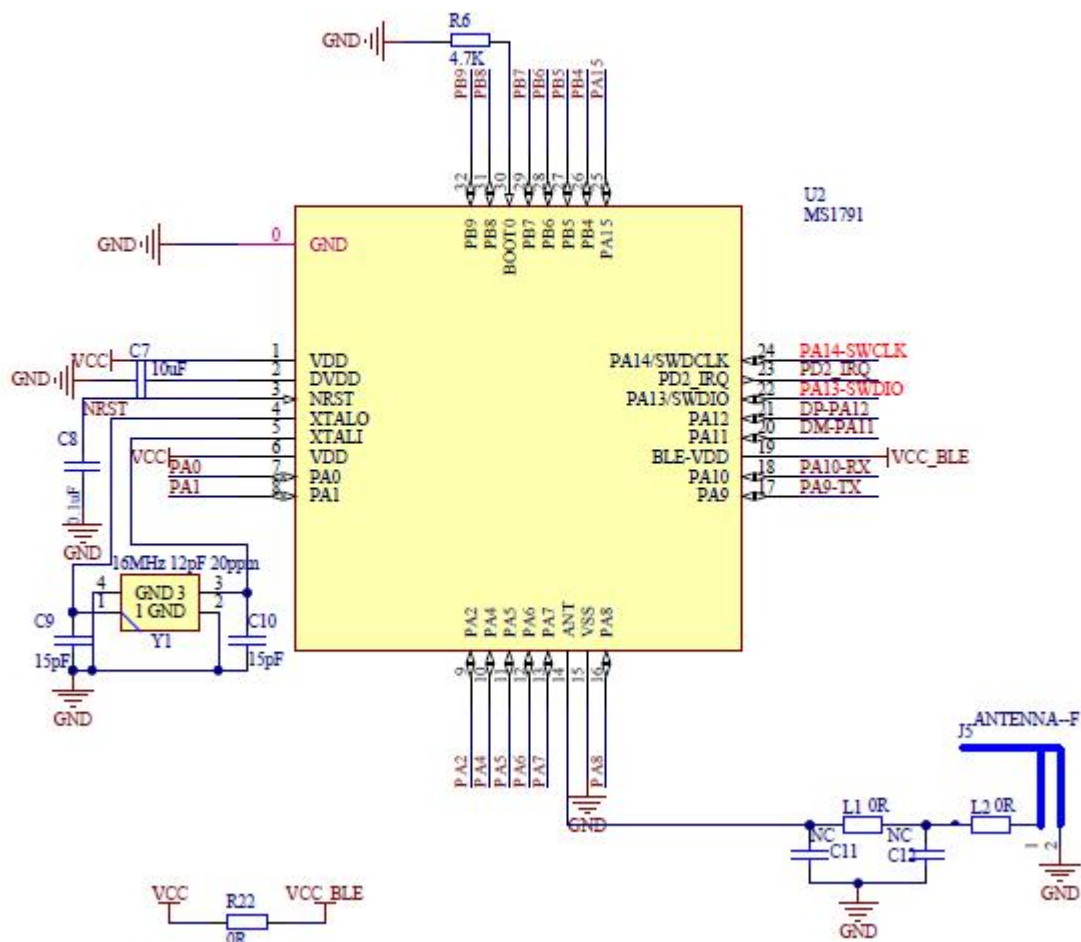 R6
GND
4.7K
PB9
PB8
PB7
PB6
PB5
PB4
PA15
32
31
30
29
28
27
26
25
U2
MS1791
PB9
PB8
BOOT0
PB7
PB6
PB5
PB4
PA15
GND
0
GND
VCC
C7
10uF
1
VDD
GND
2
DVDD
NRST
3
NRST
4
XTALO
5
XTALI
VCC
6
VDD
PA0
7
PA0
PA1
8
PA1
C8
0.1uF
GND
PA14/SWDCLK
24
PA14-SWCLK
PD2_IRQ
23
PD2_IRQ
PA13/SWDIO
22
PA13-SWDIO
PA12
21
DP-PA12
PA11
20
DM-PA11
BLE-VDD
19
VCC_BLE
PA10
18
PA10-RX
PA9
17
PA9-TX
16MHz 12pF 20ppm
4
GND 3
3
1
1 GND
2
C9
15pF
Y1
C10
15pF
GND
PA2
PA4
PA5
PA6
PA7
ANT
VSS
PA8
9
10
11
12
13
14
15
16
PA2
PA4
PA5
PA6
PA7
PA8
GND
J5
ANTENNA--F
L1 0R
L2 0R
NC
C11
NC
C12
1
2
GND
GND
VCC
R22
0R
VCC_BLE